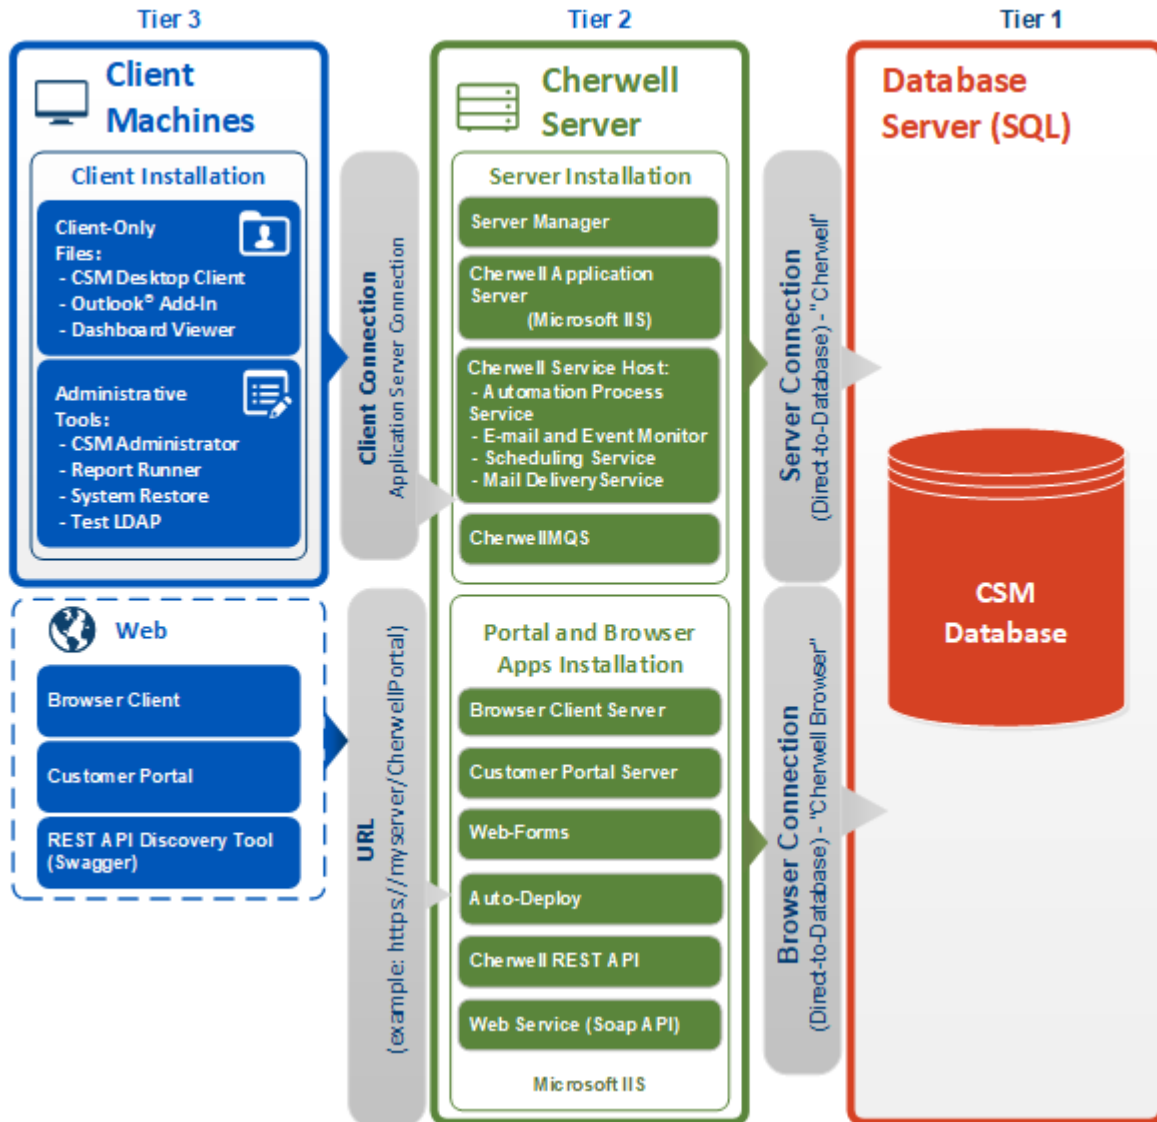 Tier 3
Tier 2
Tier 1
Client
Machines
Client Installation
Client-Only
Files:
- CSM Desktop Client
- Outlook® Add-In
- Dashboard Viewer
Administrative
Tools:
- CSM Administrator
- Report Runner
- System Restore
- Test LDAP
Web
Browser Client
Customer Portal
REST API Discovery Tool
(Swagger)
Client Connection
Application Server Connection
URL
(example: https://myserver/CherwellPortal)
Cherwell
Server
Server Installation
Server Manager
Cherwell Application
Server
(Microsoft IIS)
Cherwell Service Host:
- Automation Process
Service
- E-mail and Event Monitor
- Scheduling Service
- Mail Delivery Service
CherwellMQS
Portal and Browser
Apps Installation
Browser Client Server
Customer Portal Server
Web-Forms
Auto-Deploy
Cherwell REST API
Web Service (Soap API)
Microsoft IIS
Server Connection
(Direct-to-Database) - "Cherwell"
Browser Connection
(Direct-to-Database) - "Cherwell Browser"
Database
Server (SQL)
CSM
Database